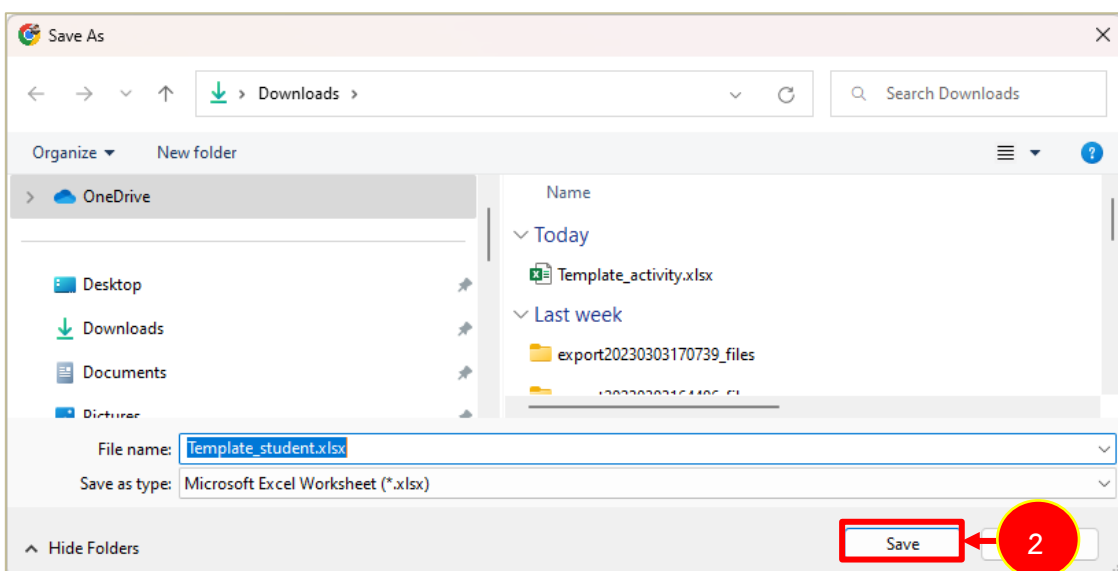 Save As
Downloads
Search Downloads
Organize
New folder
OneDrive
Desktop
Downloads
Documents
Pictures
Name
Today
Template_activity.xlsx
Last week
export20230303170739_files
File name: Template_student.xlsx
Save as type: Microsoft Excel Worksheet (*.xlsx)
Hide Folders
Save
2